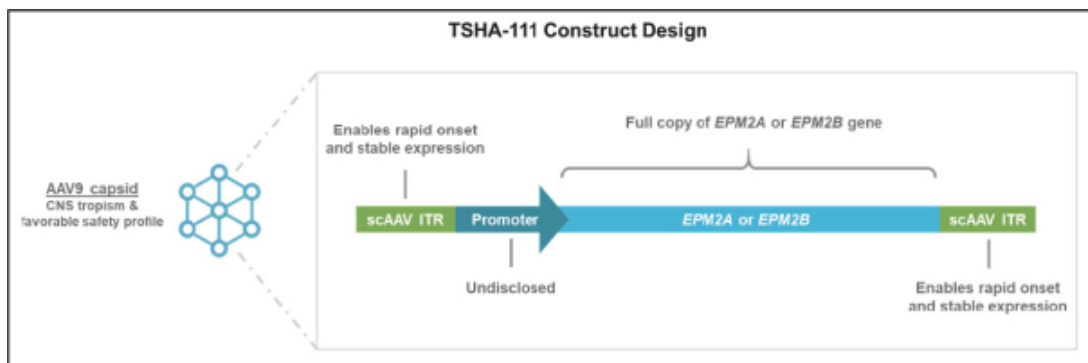 TSHA-111 Construct Design
AAV9 capsid
CNS tropism &
favorable safety profile
Enables rapid onset
and stable expression
Full copy of EPM2A or EPM2B gene
scAAV ITR
Promoter
EPM2A or EPM2B
scAAV ITR
Undisclosed
Enables rapid onset
and stable expression